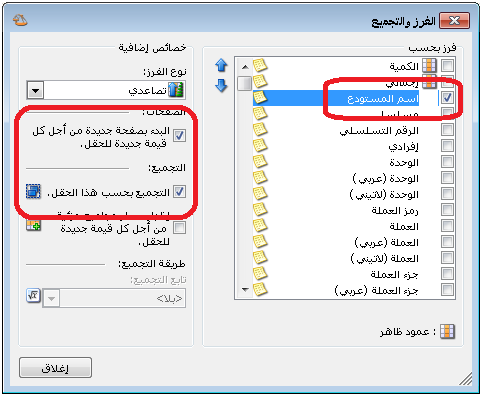 الفرز والتجميع
فرز بحسب
الكمية
إجمالي
اسم المستودع
مسلسل
الرقم التسلسلي
إفرادي
الوحدة
الوحدة (عربي)
الوحدة (لاتيني)
رمز العملة
العملة
العملة (عربي)
العملة (لاتيني)
جزء العملة
جزء العملة (عربي)
: عمود ظاهر
خصائص إضافية
نوع الفرز:
تصاعدي
الصفحات:
البدء بصفحة جديدة من أجل كل
قيمة جديدة للحقل.
التجميع:
التجميع بحسب هذا الحقل.
من أجل كل قيمة جديدة
للحقل.
طريقة التجميع:
تابع التجميع:
<بلا>
إغلاق